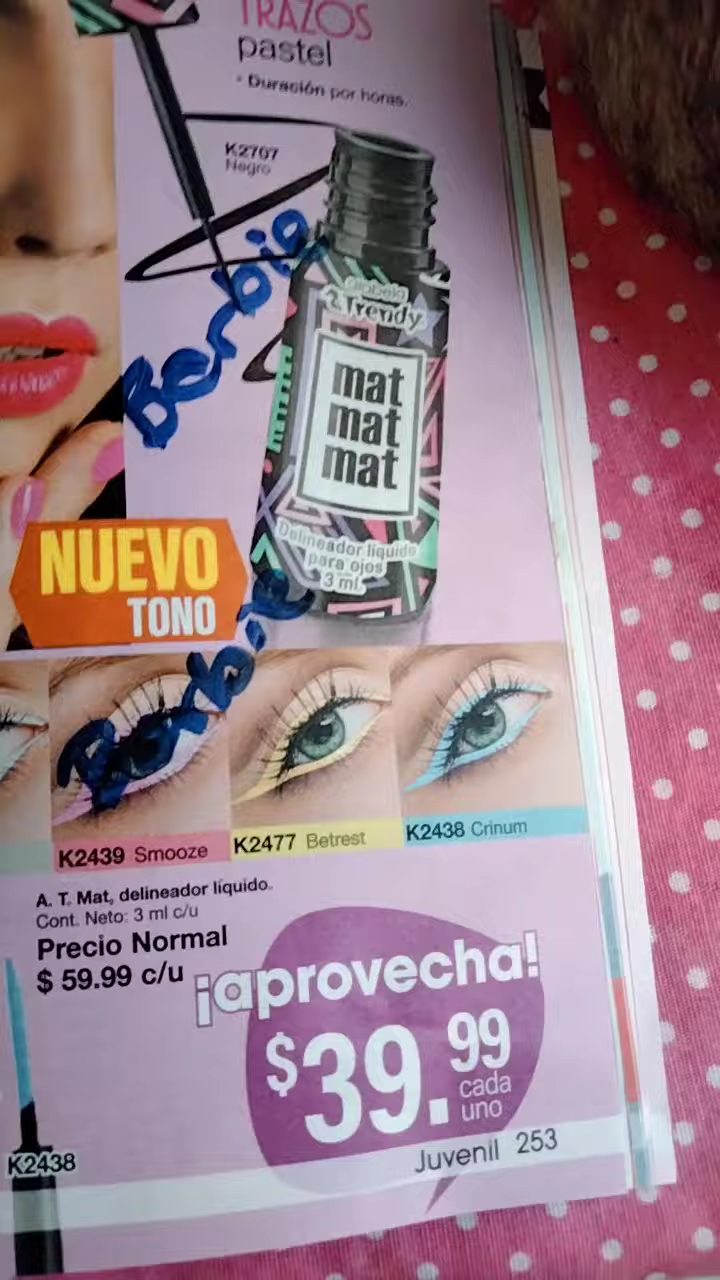 TRAZOS
pastel
• Duración por horas.
K2707
Negro
Barbie
& Trendy
mat
mat
mat
Delineador líquido
para ojos
3 ml.
NUEVO
TONO
Barbie
K2439 Smooze
K2477 Betrest
K2438 Crinum
A. T. Mat, delineador líquido.
Cont. Neto: 3 ml c/u
Precio Normal
$ 59.99 c/u
¡aprovecha!
$39.99
cada
uno
K2438
Juvenil 253